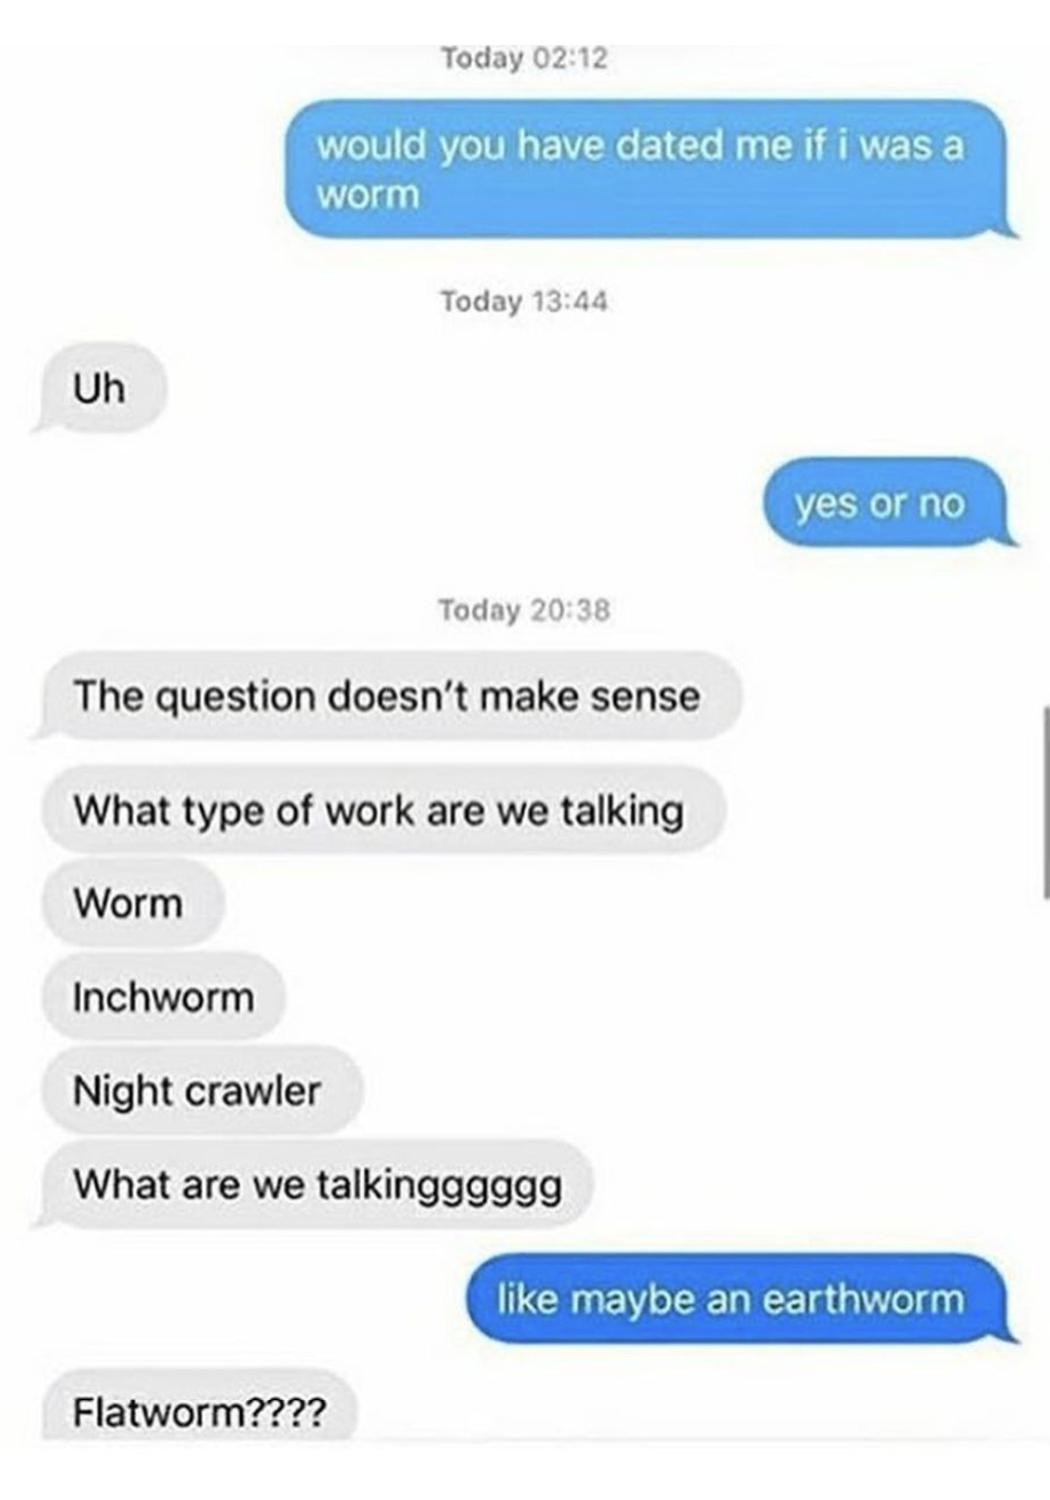 Today 02:12
would you have dated me if i was a
worm
Today 13:44
Uh
yes or no
Today 20:38
The question doesn't make sense
What type of work are we talking
Worm
Inchworm
Night crawler
What are we talkingggggg
like maybe an earthworm
Flatworm????